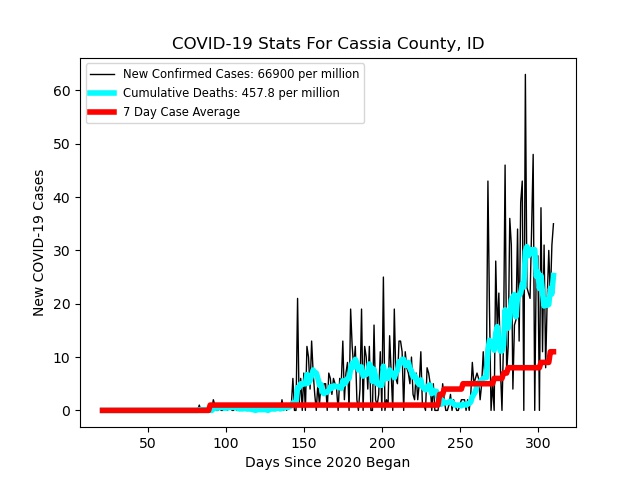 COVID-19 Stats For Cassia County, ID
New Confirmed Cases: 66900 per million
Cumulative Deaths: 457.8 per million
7 Day Case Average
New COVID-19 Cases
60
50
40
30
20
10
0
50 100 150 200 250 300
Days Since 2020 Began